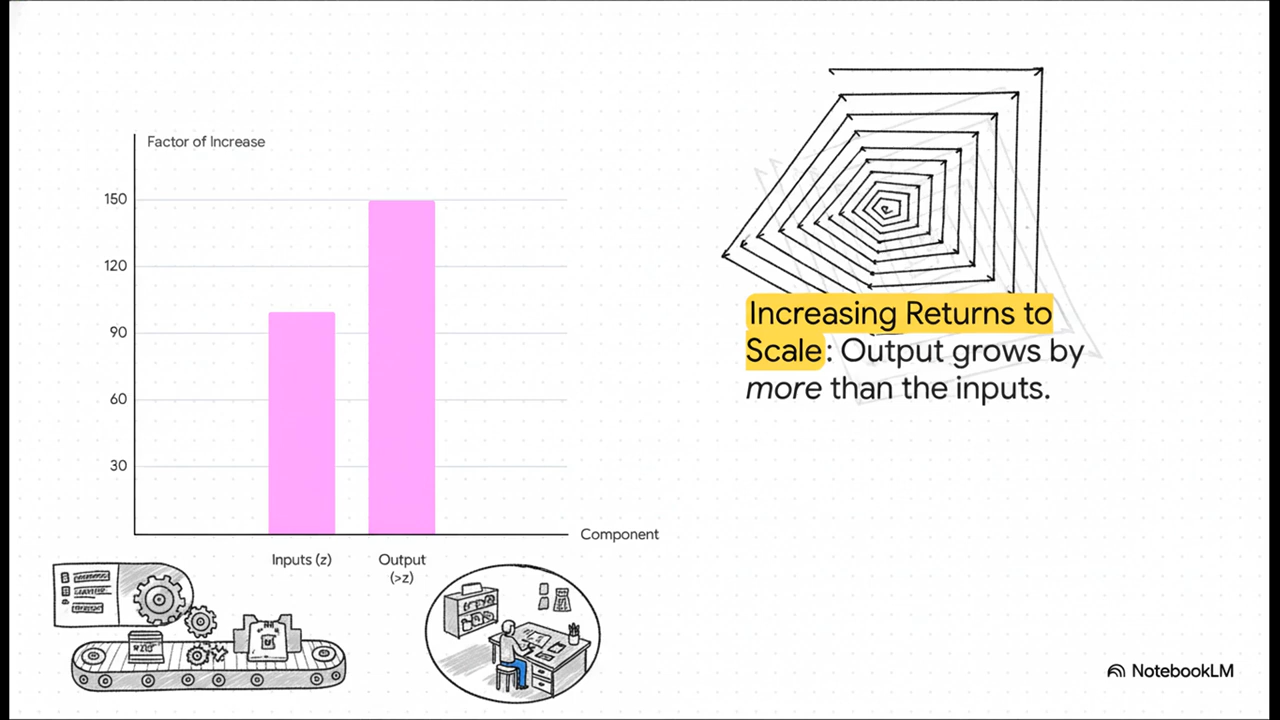 Factor of Increase
150
120
90
60
30
Component
Inputs (z)
Output
(>z)
Increasing Returns to
Scale: Output grows by
more than the inputs.
NotebookLM